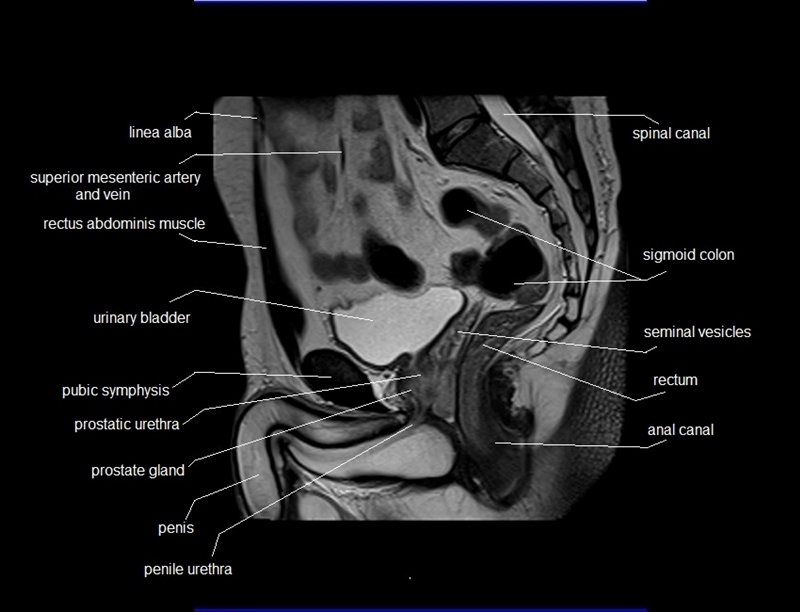 linea alba
superior mesenteric artery
and vein
rectus abdominis muscle
urinary bladder
pubic symphysis
prostatic urethra
prostate gland
penis
penile urethra
spinal canal
sigmoid colon
seminal vesicles
rectum
anal canal